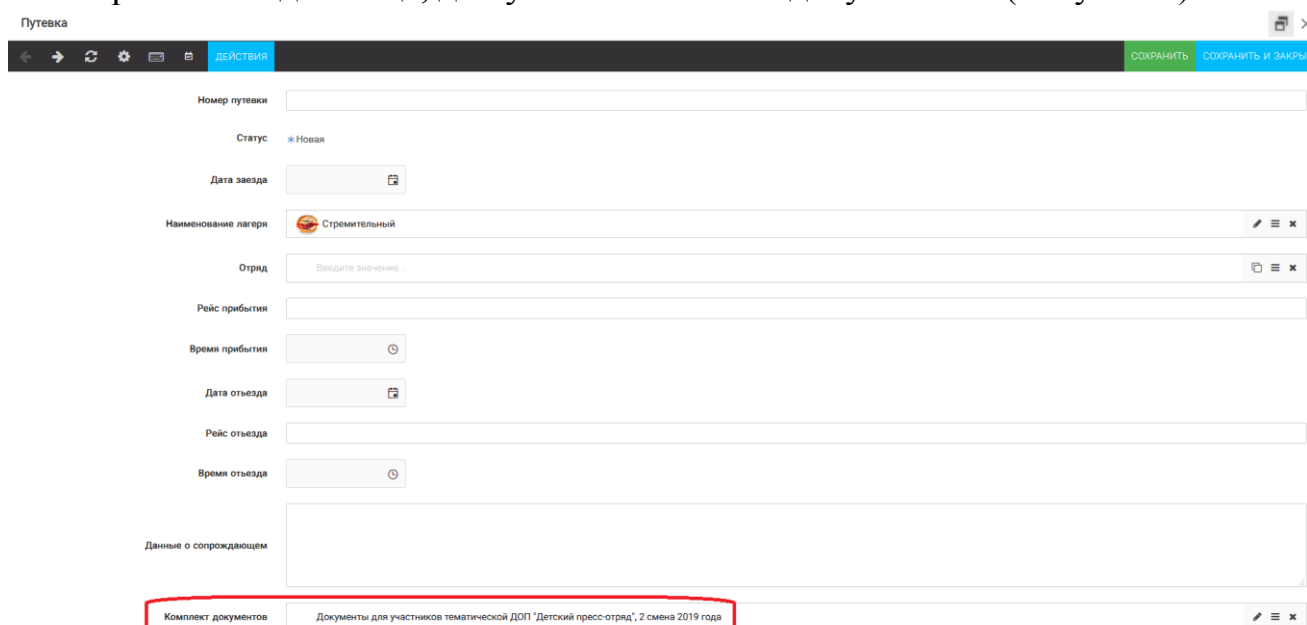 Путевка
ДЕЙСТВИЯ СОХРАНИТЬ СОХРАНИТЬ И ЗАКРЫ
Номер путевки
Статус *Новая
Дата заезда
Наименование лагеря Стремительный
Отряд Введите значение...
Рейс прибытия
Время прибытия
Дата отъезда
Рейс отъезда
Время отъезда
Данные о сопрождающем
Комплект документов Документы для участников тематической ДОП "Детский пресс-отряд", 2 смена 2019 года